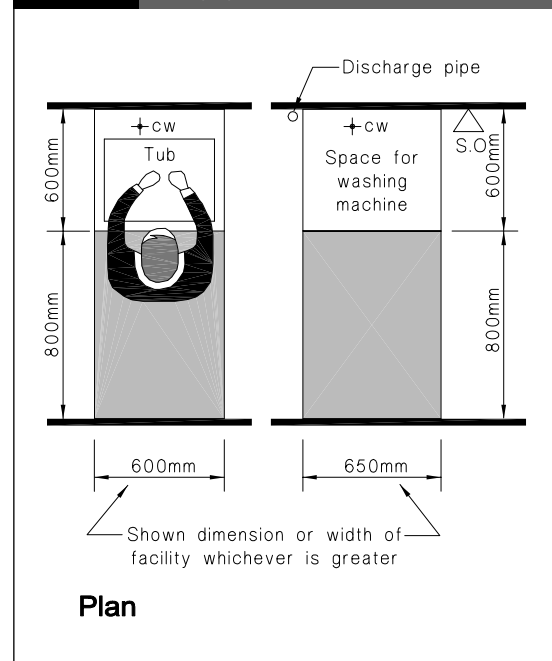 Discharge pipe
cw
Tub
600mm
800mm
600mm
cw
Space for
washing
machine
S.O
600mm
800mm
650mm
Shown dimension or width of
facility whichever is greater
Plan